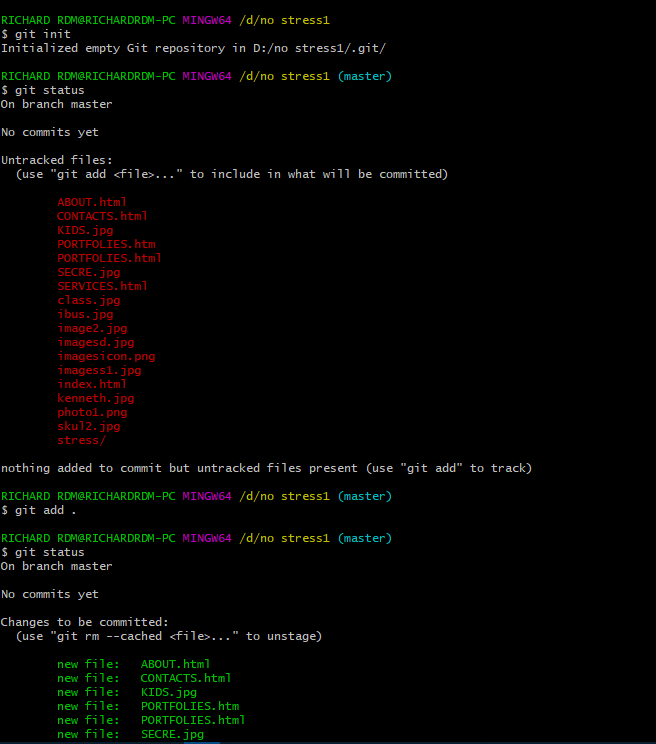 RICHARD RDM@RICHARDRDM-PC MINGW64 /d/no stress1
$ git init
Initialized empty Git repository in D:/no stress1/.git/
RICHARD RDM@RICHARDRDM-PC MINGW64 /d/no stress1 (master)
$ git status
On branch master
No commits yet
Untracked files:
(use "git add <file>..." to include in what will be committed)
ABOUT.html
CONTACTS.html
KIDS.jpg
PORTFOLIES.htm
PORTFOLIES.html
SECRE.jpg
SERVICES.html
class.jpg
ibus.jpg
image2.jpg
imagesd.jpg
imagesicon.png
imagess1.jpg
index.html
kenneth.jpg
photo1.png
skul2.jpg
stress/
nothing added to commit but untracked files present (use "git add" to track)
RICHARD RDM@RICHARDRDM-PC MINGW64 /d/no stress1 (master)
$ git add .
RICHARD RDM@RICHARDRDM-PC MINGW64 /d/no stress1 (master)
$ git status
On branch master
No commits yet
Changes to be committed:
(use "git rm --cached <file>..." to unstage)
new file: ABOUT.html
new file: CONTACTS.html
new file: KIDS.jpg
new file: PORTFOLIES.htm
new file: PORTFOLIES.html
new file: SECRE.jpg